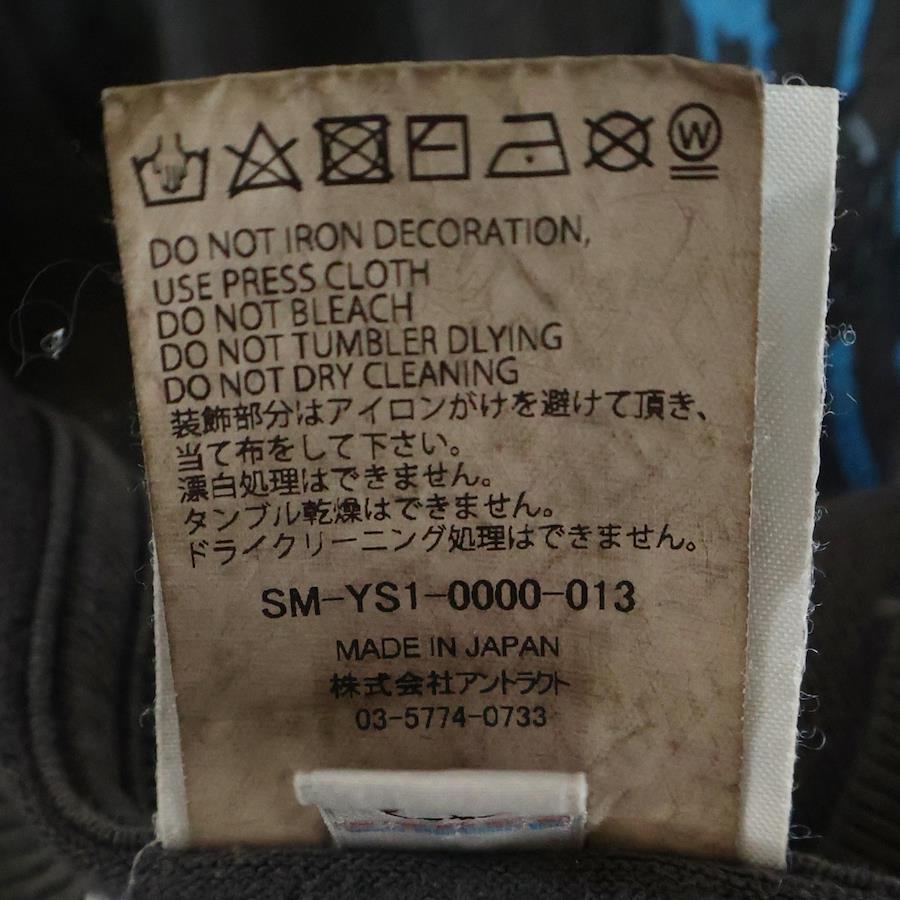 W
DO NOT IRON DECORATION,
USE PRESS CLOTH
DO NOT BLEACH
DO NOT TUMBLER DLYING
DO NOT DRY CLEANING
装飾部分はアイロンがけを避けて頂き、
当て布をして下さい。
漂白処理はできません。
タンブル乾燥はできません。
ドライクリーニング処理はできません。
SM-YS1-0000-013
MADE IN JAPAN
株式会社アントラクト
03-5774-0733